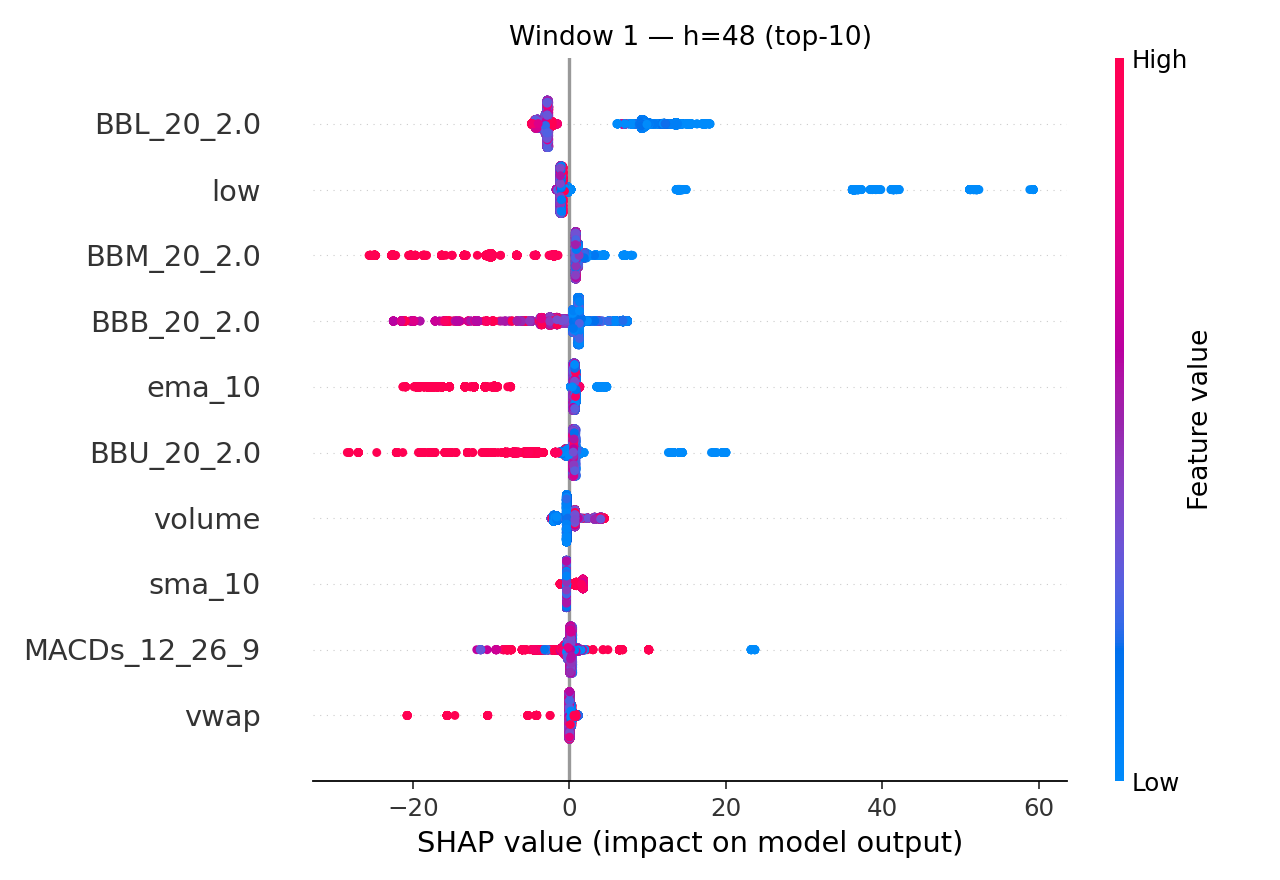 Window 1 — h=48 (top-10)
High
BBL_20_2.0
low
BBM_20_2.0
BBB_20_2.0
ema_10
BBU_20_2.0
volume
sma_10
MACDs_12_26_9
vwap
Feature value
Low
−20
0
20
40
60
SHAP value (impact on model output)